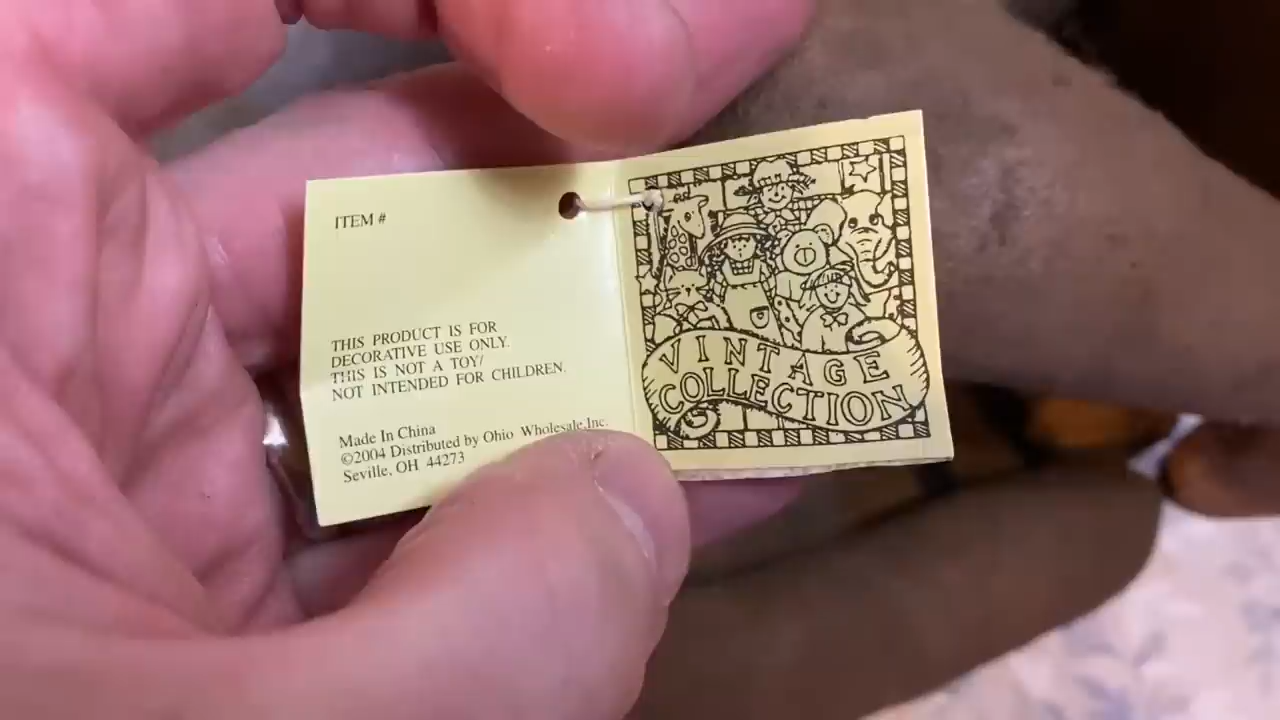 ITEM #
THIS PRODUCT IS FOR
DECORATIVE USE ONLY.
THIS IS NOT A TOY/
NOT INTENDED FOR CHILDREN.
Made In China
©2004 Distributed by Ohio Wholesale,Inc.
Seville, OH 44273
VINTAGE
COLLECTION